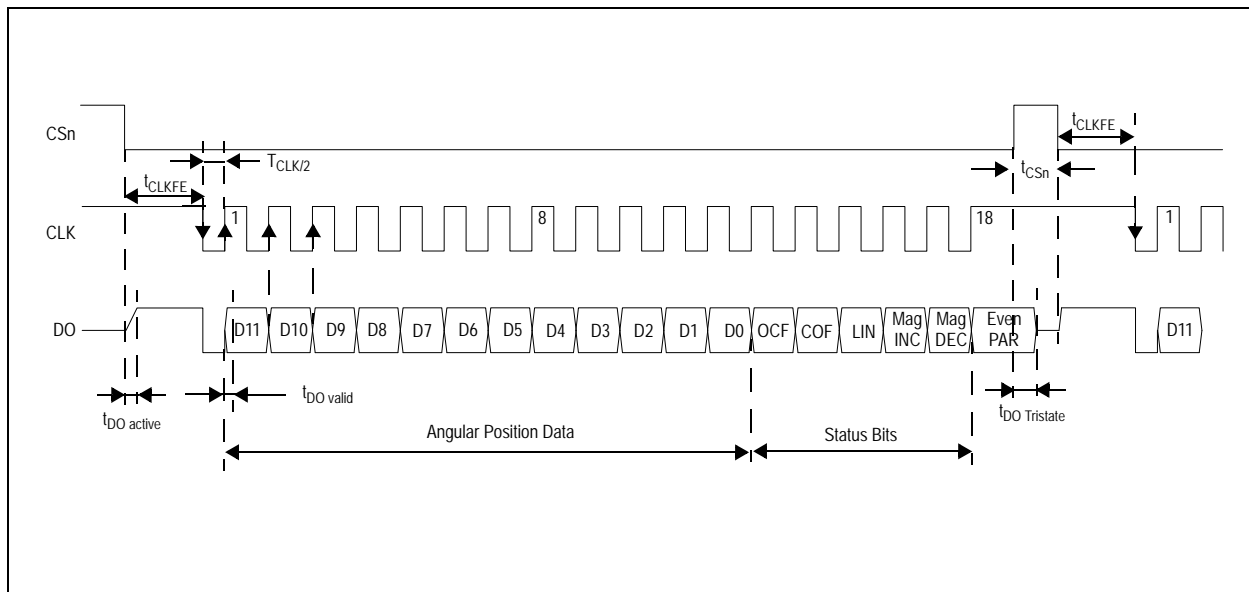 CSn
t_CLKFE
T_CLK/2
t_CLKFE
t_CSn
CLK
1
8
18
1
DO
D11
D10
D9
D8
D7
D6
D5
D4
D3
D2
D1
D0
OCF
COF
LIN
Mag
INC
Mag
DEC
Even
PAR
D11
t_DO active
t_DO valid
t_DO Tristate
Angular Position Data
Status Bits